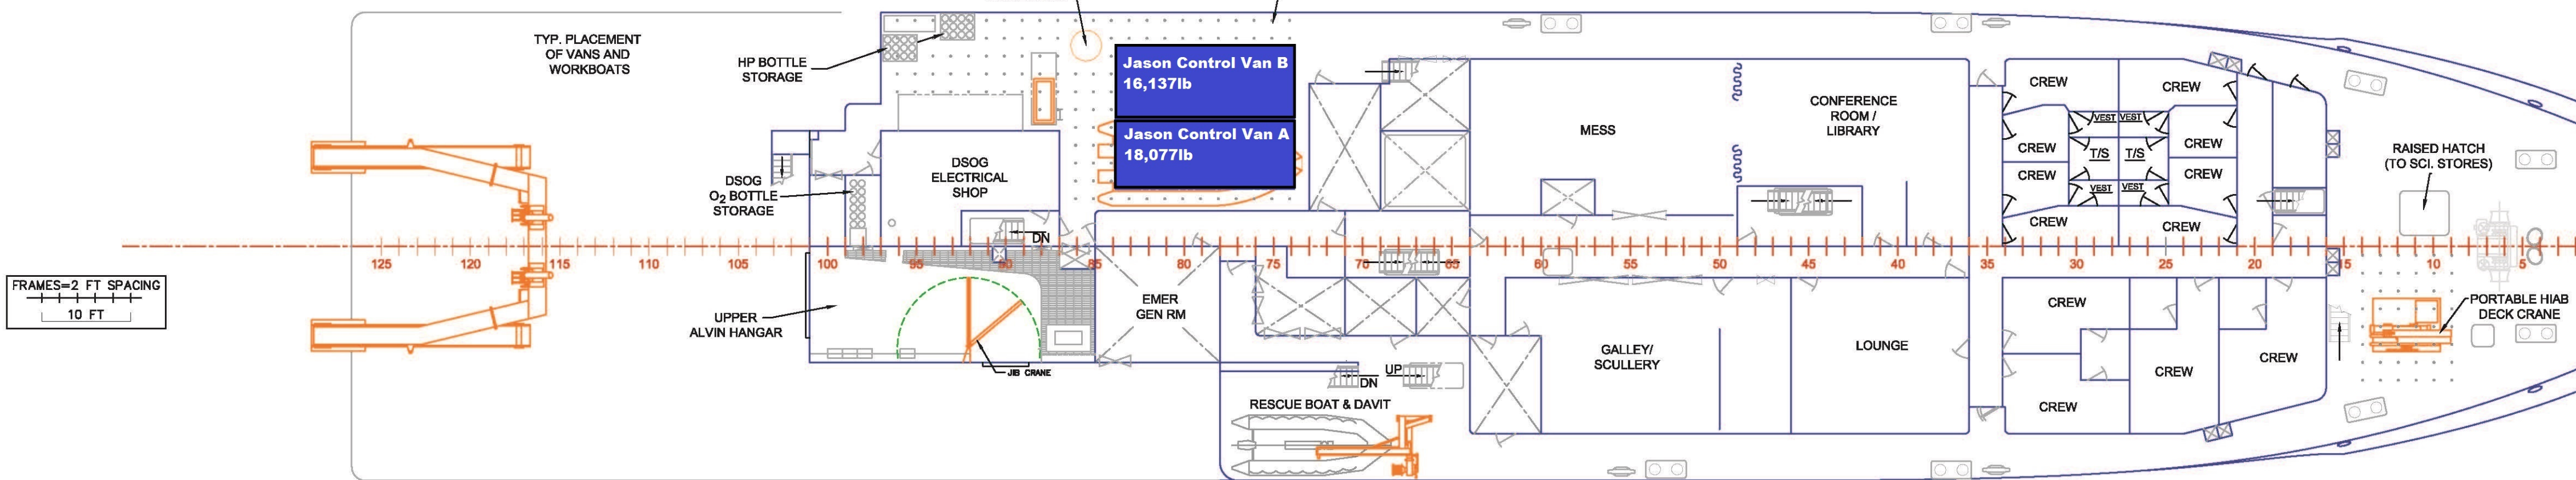 TYP. PLACEMENT
OF VANS AND
WORKBOATS
HP BOTTLE
STORAGE
Jason Control Van B
16,137lb
Jason Control Van A
18,077lb
MESS
CONFERENCE
ROOM /
LIBRARY
CREW
CREW
VEST VEST
CREW
T/S T/S
CREW
CREW
VEST VEST
CREW
CREW
CREW
RAISED HATCH
(TO SCI. STORES)
DSOG
ELECTRICAL
SHOP
DSOG
O2 BOTTLE
STORAGE
DN
125 120 115 110 105 100 95 90 85 80 75 70 65 60 55 50 45 40 35 30 25 20 15 10 5
FRAMES=2 FT SPACING
10 FT
UPPER
ALVIN HANGAR
JIB CRANE
EMER
GEN RM
DN
UP
RESCUE BOAT & DAVIT
GALLEY/
SCULLERY
LOUNGE
CREW
CREW
CREW
CREW
PORTABLE HIAB
DECK CRANE